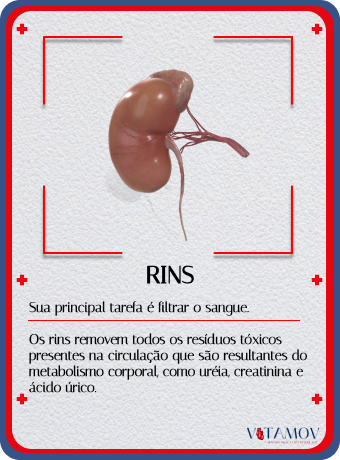 RINS
Sua principal tarefa é filtrar o sangue.
Os rins removem todos os resíduos tóxicos
presentes na circulação que são resultantes do
metabolismo corporal, como uréia, creatinina e
ácido úrico.
VITAMOV